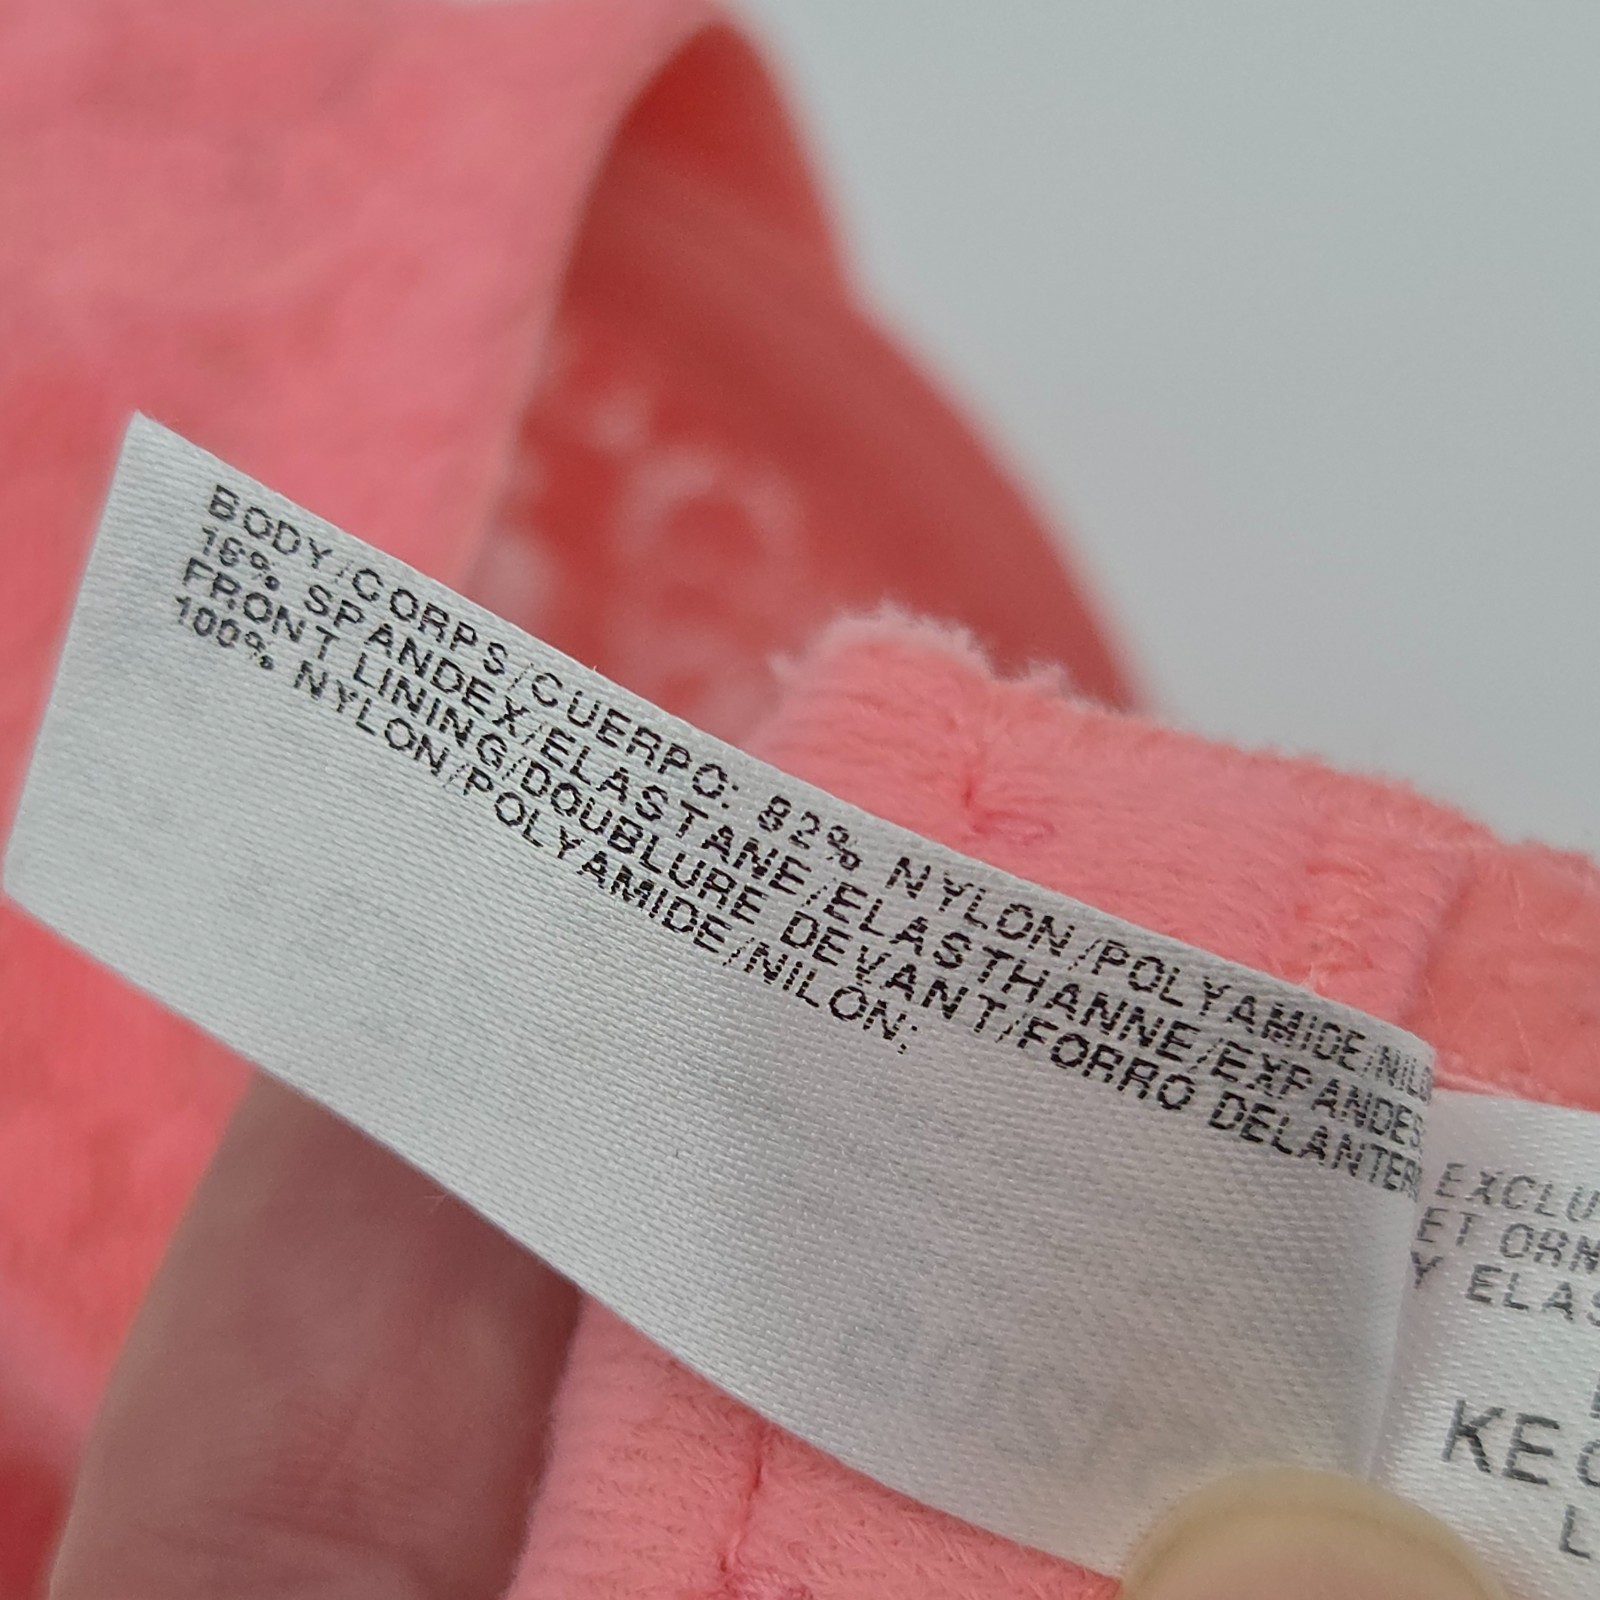 BODY/CORPS/CUERPO: 82% NYLON/POLYAMIDE/NIL
18% SPANDEX/ELASTANE/ELASTHANNE/EXPANDE
FRONT LINING/DOUBLURE DEVANT/FORRO DELANTER
100% NYLON/POLYAMIDE/NILÓN;
EXCLU
ET ORN
Y ELAS
KE